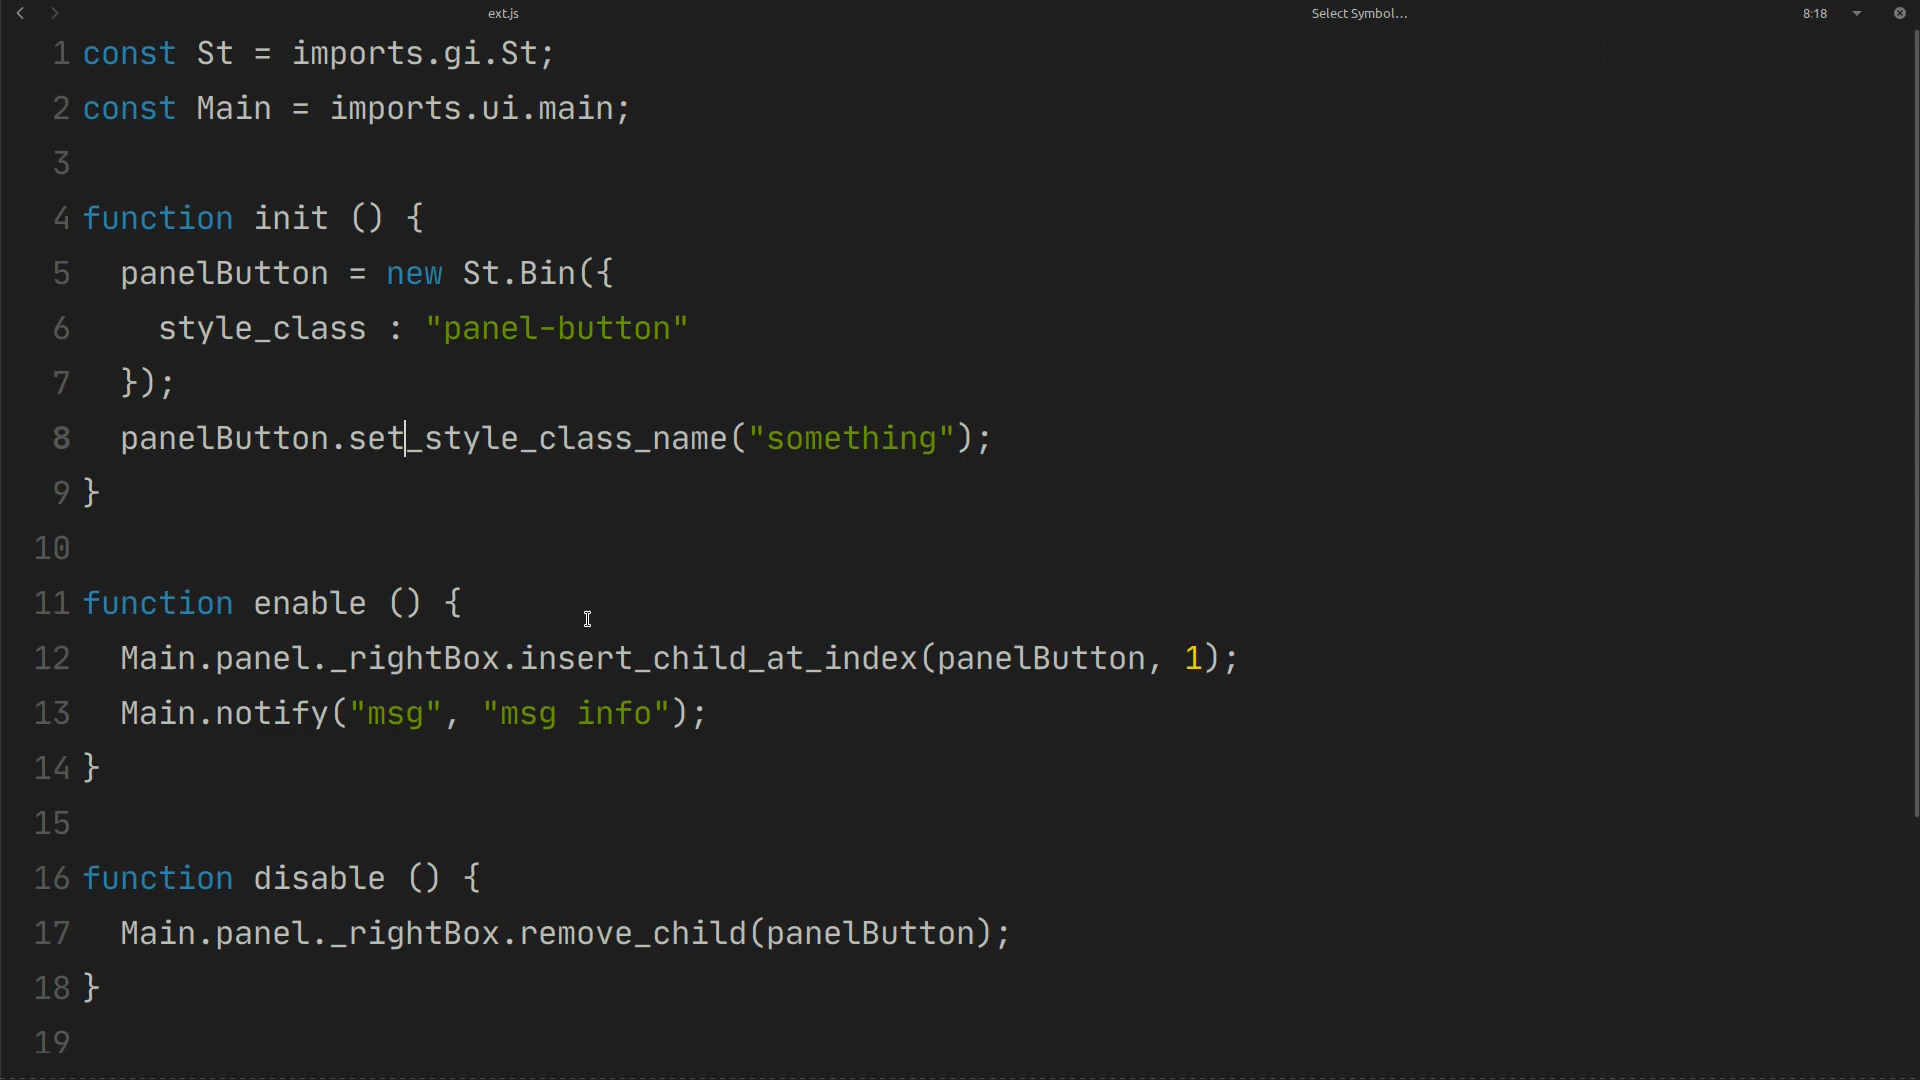 ext.js Select Symbol... 8:18
1 const St = imports.gi.St;
2 const Main = imports.ui.main;
3
4 function init () {
5   panelButton = new St.Bin({
6     style_class : "panel-button"
7   });
8   panelButton.set_style_class_name("something");
9 }
10
11 function enable () {
12   Main.panel._rightBox.insert_child_at_index(panelButton, 1);
13   Main.notify("msg", "msg info");
14 }
15
16 function disable () {
17   Main.panel._rightBox.remove_child(panelButton);
18 }
19